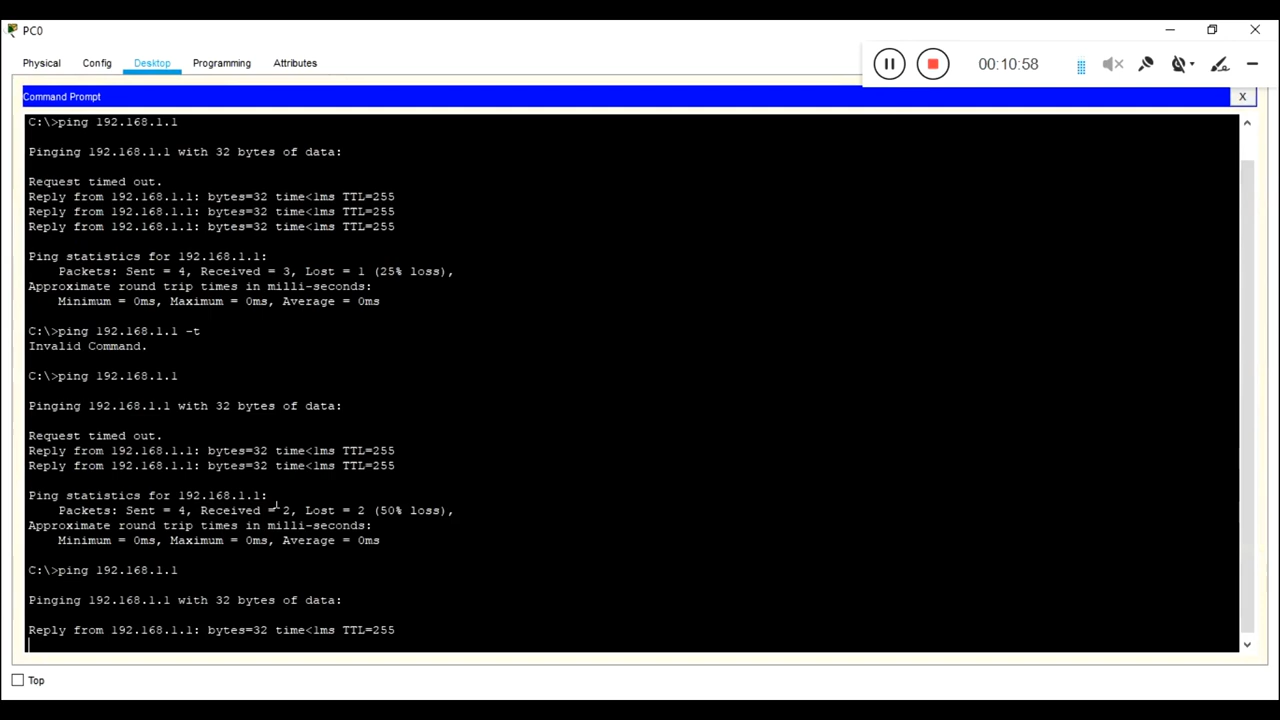 PC0
Physical Config Desktop Programming Attributes
00:10:58
Command Prompt
X
C:\>ping 192.168.1.1
Pinging 192.168.1.1 with 32 bytes of data:
Request timed out.
Reply from 192.168.1.1: bytes=32 time<1ms TTL=255
Reply from 192.168.1.1: bytes=32 time<1ms TTL=255
Reply from 192.168.1.1: bytes=32 time<1ms TTL=255
Ping statistics for 192.168.1.1:
Packets: Sent = 4, Received = 3, Lost = 1 (25% loss),
Approximate round trip times in milli-seconds:
Minimum = 0ms, Maximum = 0ms, Average = 0ms
C:\>ping 192.168.1.1 -t
Invalid Command.
C:\>ping 192.168.1.1
Pinging 192.168.1.1 with 32 bytes of data:
Request timed out.
Reply from 192.168.1.1: bytes=32 time<1ms TTL=255
Reply from 192.168.1.1: bytes=32 time<1ms TTL=255
Ping statistics for 192.168.1.1:
Packets: Sent = 4, Received = 2, Lost = 2 (50% loss),
Approximate round trip times in milli-seconds:
Minimum = 0ms, Maximum = 0ms, Average = 0ms
C:\>ping 192.168.1.1
Pinging 192.168.1.1 with 32 bytes of data:
Reply from 192.168.1.1: bytes=32 time<1ms TTL=255
Top